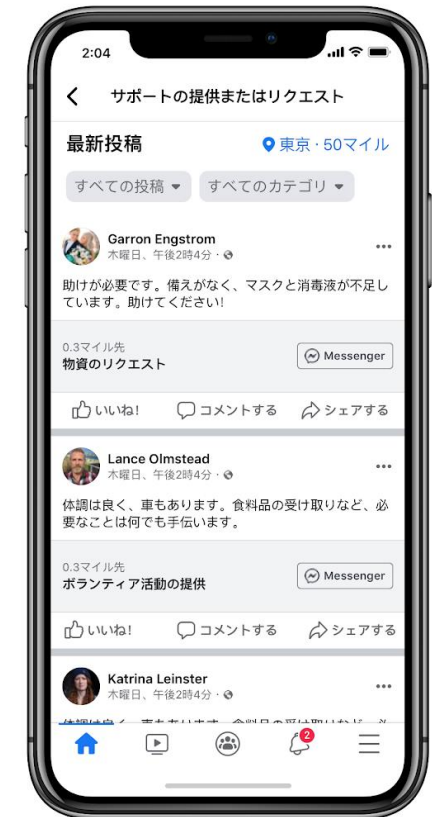 2:04
サポートの提供またはリクエスト
最新投稿
東京・50マイル
すべての投稿
すべてのカテゴリ
Garron Engstrom
木曜日、午後2時4分・
助けが必要です。備えがなく、マスクと消毒液が不足し
ています。助けてください!
0.3マイル先
物資のリクエスト
Messenger
いいね!
コメントする
シェアする
Lance Olmstead
木曜日、午後2時4分・
体調は良く、車もあります。食料品の受け取りなど、必
要なことは何でも手伝います。
0.3マイル先
ボランティア活動の提供
Messenger
いいね!
コメントする
シェアする
Katrina Leinster
木曜日、午後2時4分・
2